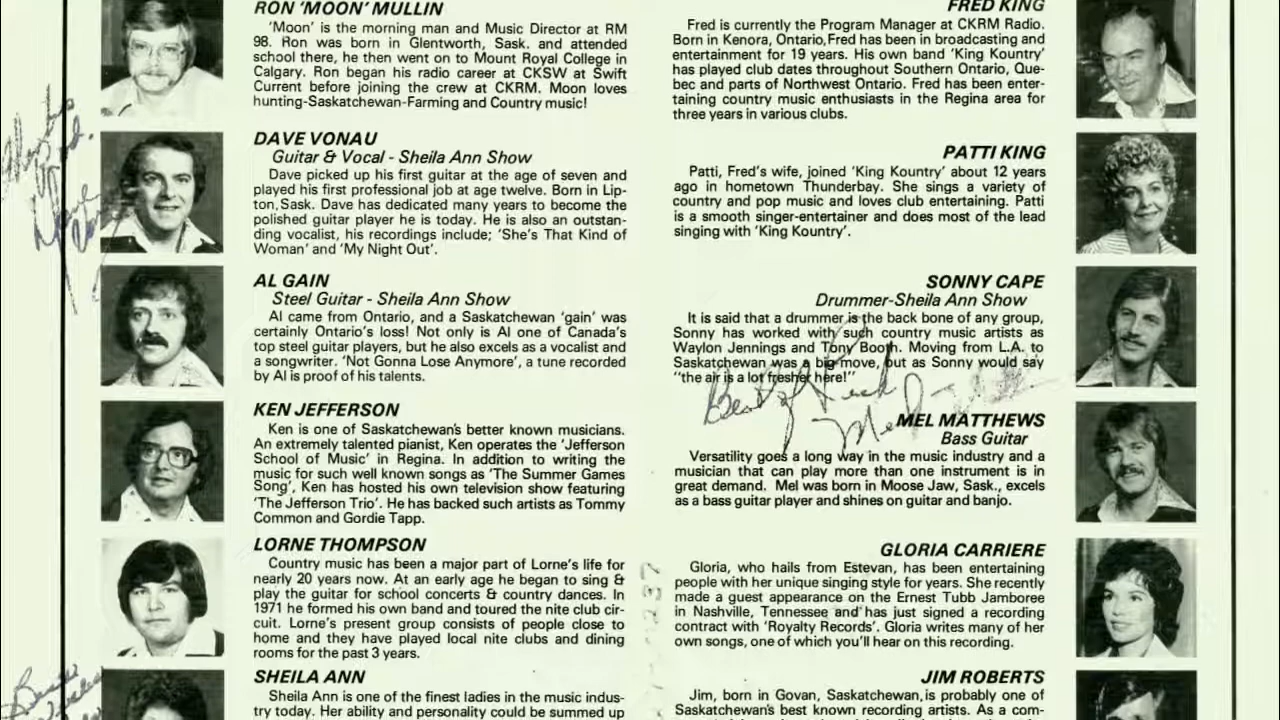 RON 'MOON' MULLIN
'Moon' is the morning man and Music Director at RM
98. Ron was born in Glentworth, Sask. and attended
school there, he then went on to Mount Royal College in
Calgary. Ron began his radio career at CKSW at Swift
Current before joining the crew at CKRM. Moon loves
hunting-Saskatchewan-Farming and Country music!
DAVE VONAU
Guitar & Vocal - Sheila Ann Show
Dave picked up his first guitar at the age of seven and
played his first professional job at age twelve. Born in Lip-
ton, Sask. Dave has dedicated many years to become the
polished guitar player he is today. He is also an outstan-
ding vocalist, his recordings include; 'She's That Kind of
Woman' and 'My Night Out'.
AL GAIN
Steel Guitar - Sheila Ann Show
Al came from Ontario, and a Saskatchewan 'gain' was
certainly Ontario's loss! Not only is Al one of Canada's
top steel guitar players, but he also excels as a vocalist and
a songwriter. 'Not Gonna Lose Anymore', a tune recorded
by Al is proof of his talents.
KEN JEFFERSON
Ken is one of Saskatchewan's better known musicians.
An extremely talented pianist, Ken operates the 'Jefferson
School of Music' in Regina. In addition to writing the
music for such well known songs as 'The Summer Games
Song', Ken has hosted his own television show featuring
'The Jefferson Trio'. He has backed such artists as Tommy
Common and Gordie Tapp.
LORNE THOMPSON
Country music has been a major part of Lorne's life for
nearly 20 years now. At an early age he began to sing &
play the guitar for school concerts & country dances. In
1971 he formed his own band and toured the nite club cir-
cuit. Lorne's present group consists of people close to
home and they have played local nite clubs and dining
rooms for the past 3 years.
SHEILA ANN
Sheila Ann is one of the finest ladies in the music indus-
try today. Her ability and personality could be summed up
FRED KING
Fred is currently the Program Manager at CKRM Radio.
Born in Kenora, Ontario, Fred has been in broadcasting and
entertainment for 19 years. His own band 'King Kountry'
has played club dates throughout Southern Ontario, Que-
bec and parts of Northwest Ontario. Fred has been enter-
taining country music enthusiasts in the Regina area for
three years in various clubs.
PATTI KING
Patti, Fred's wife, joined 'King Kountry' about 12 years
ago in hometown Thunderbay. She sings a variety of
country and pop music and loves club entertaining. Patti
is a smooth singer-entertainer and does most of the lead
singing with 'King Kountry'.
SONNY CAPE
Drummer-Sheila Ann Show
It is said that a drummer is the back bone of any group,
Sonny has worked with such country music artists as
Waylon Jennings and Tony Booth. Moving from L.A. to
Saskatchewan was a big move, but as Sonny would say
"the air is a lot fresher here!"
Best of Luck
Mel
MEL MATTHEWS
Bass Guitar
Versatility goes a long way in the music industry and a
musician that can play more than one instrument is in
great demand. Mel was born in Moose Jaw, Sask., excels
as a bass guitar player and shines on guitar and banjo.
GLORIA CARRIERE
Gloria, who hails from Estevan, has been entertaining
people with her unique singing style for years. She recently
made a guest appearance on the Ernest Tubb Jamboree
in Nashville, Tennessee and has just signed a recording
contract with 'Royalty Records'. Gloria writes many of her
own songs, one of which you'll hear on this recording.
JIM ROBERTS
Jim, born in Govan, Saskatchewan, is probably one of
Saskatchewan's best known recording artists. As a com-